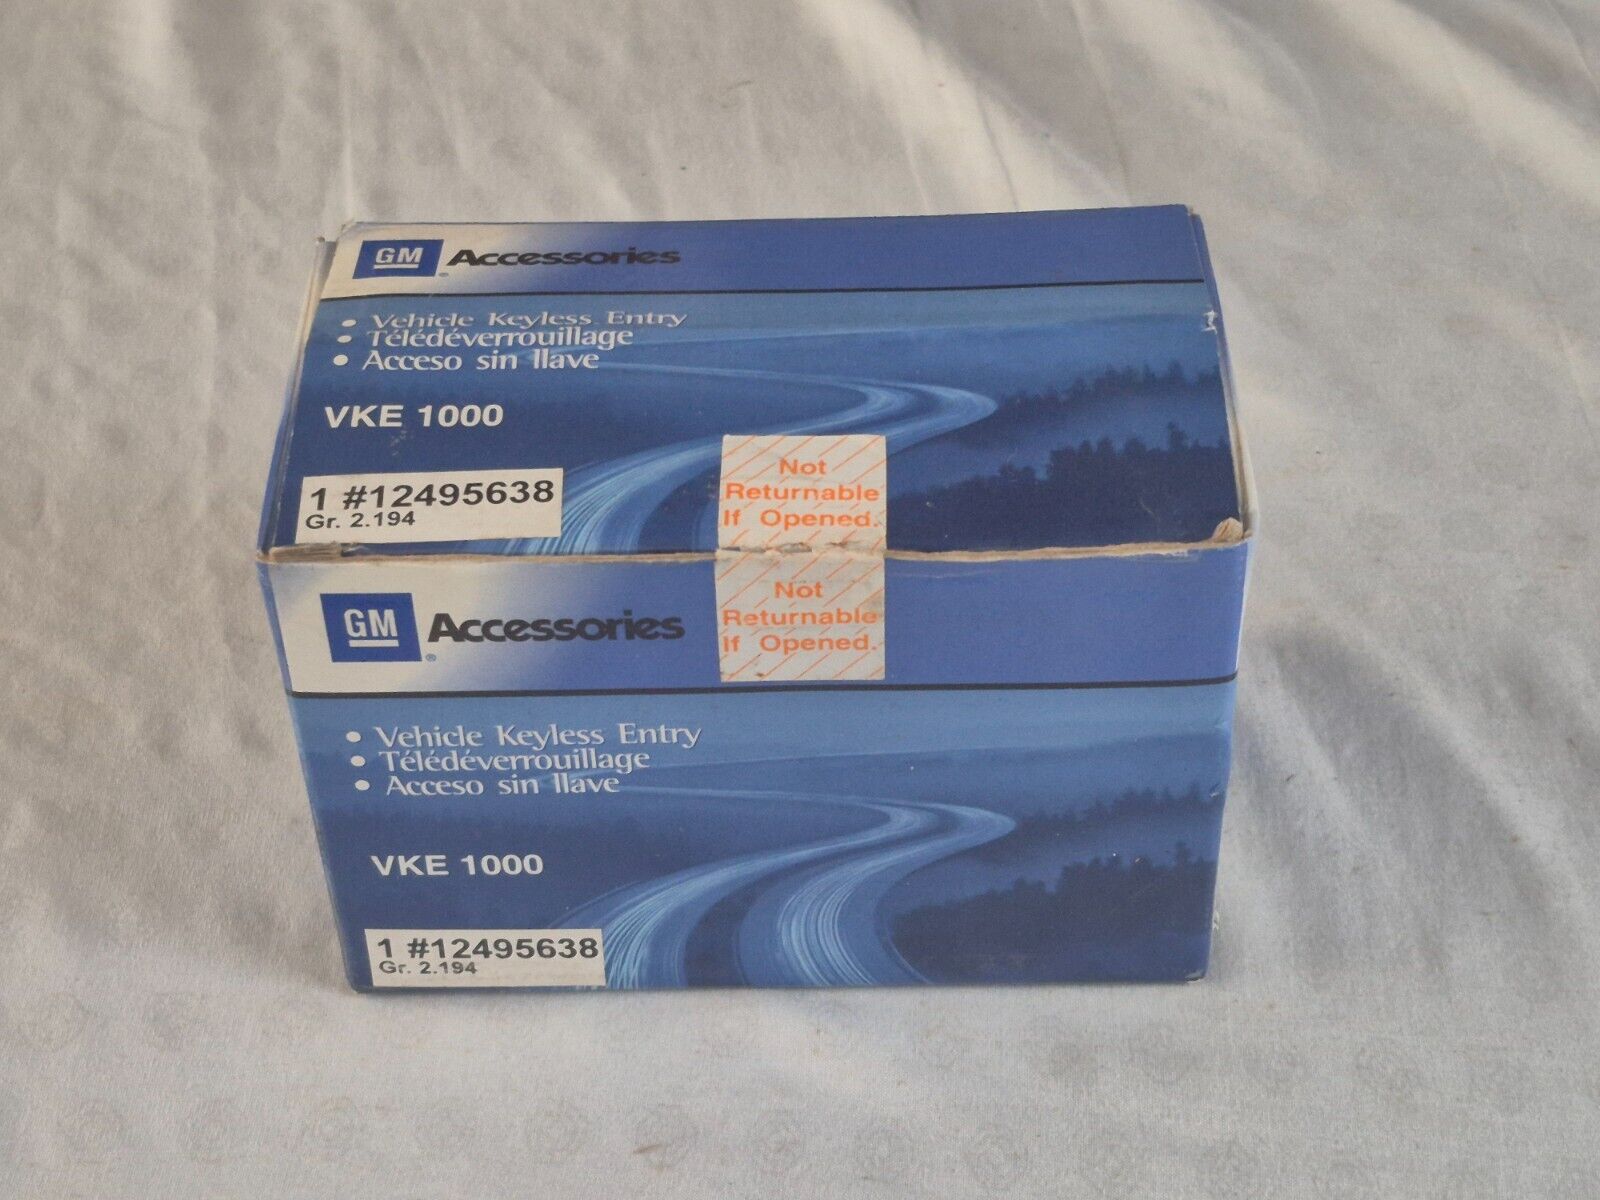 GM Accessories
• Vehicle Keyless Entry
• Télédéverrouillage
• Acceso sin llave
VKE 1000
1 #12495638
Gr. 2.194
Not
Returnable
If Opened.
Not
Returnable
If Opened.
GM® Accessories
• Vehicle Keyless Entry
• Télédéverrouillage
• Acceso sin llave
VKE 1000
1 #12495638
Gr. 2.194